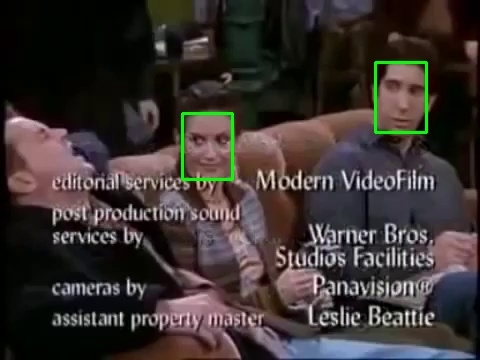 editorial services by Modern VideoFilm
post production sound
services by Warner Bros.
Studios Facilities
cameras by Panavision®
assistant property master Leslie Beattie